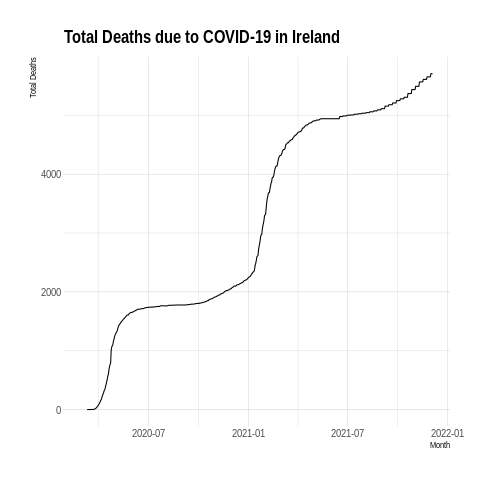 Total Deaths due to COVID-19 in Ireland
Total Deaths
4000
2000
0
2020-07
2021-01
2021-07
2022-01
Month